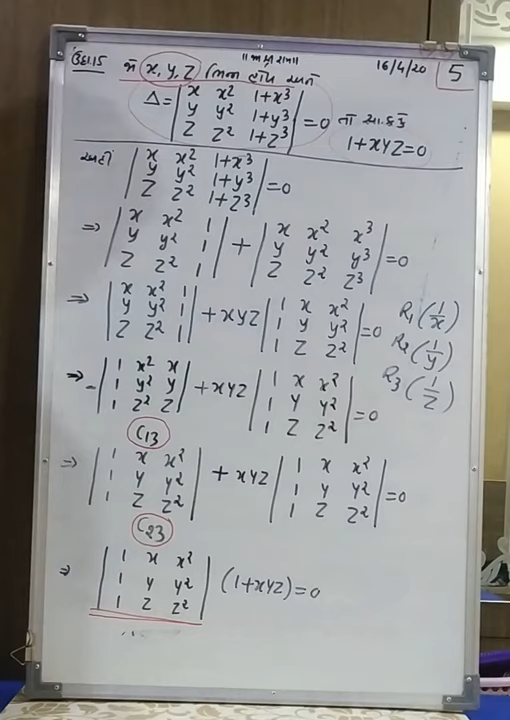 ઉદા.15 જો x, y, z ભિન્ન હોય અને 16/4/20 5
Δ = | x x² 1+x³ |
| y y² 1+y³ | = 0 તો સા.ક.કે
| z z² 1+z³ | 1+xyz=0
| x x² 1+x³ |
| y y² 1+y³ | =0
| z z² 1+z³ |
⇒ | x x² 1 | + | x x² x³ |
| y y² 1 | | y y² y³ | =0
| z z² 1 | | z z² z³ |
⇒ | x x² 1 | + xyz | 1 x x² | R₁(1/x)
| y y² 1 | | 1 y y² | =0 R₂(1/y)
| z z² 1 | | 1 z z² | R₃(1/z)
⇒ - | 1 x² x | + xyz | 1 x x² |
| 1 y² y | | 1 y y² | =0
| 1 z² z | | 1 z z² |
C₁₃
⇒ | 1 x x² | + xyz | 1 x x² |
| 1 y y² | | 1 y y² | =0
| 1 z z² | | 1 z z² |
C₂₃
⇒ | 1 x x² |
| 1 y y² | (1+xyz)=0
| 1 z z² |